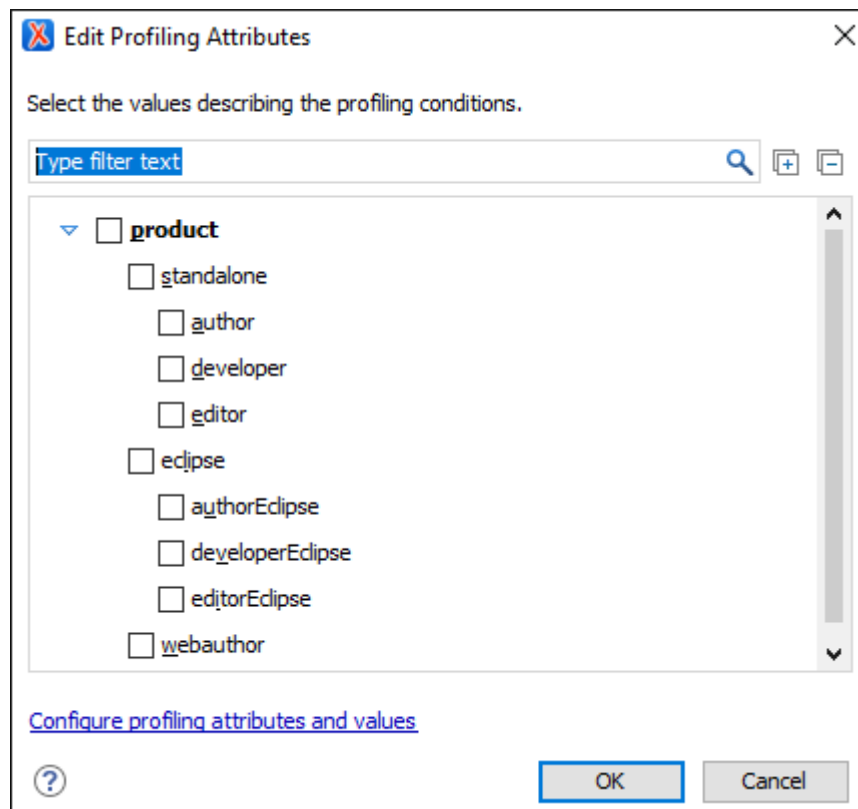 Edit Profiling Attributes
Select the values describing the profiling conditions.
Type filter text
product
standalone
author
developer
editor
eclipse
authorEclipse
developerEclipse
editorEclipse
webauthor
Configure profiling attributes and values
OK Cancel